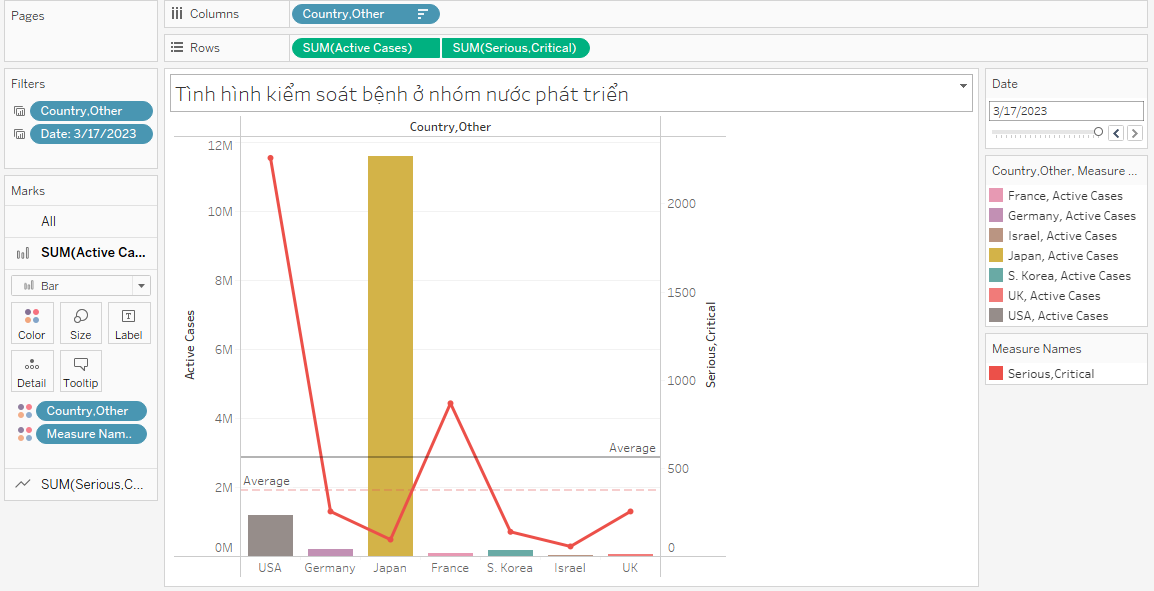 Pages
Columns
Country,Other
Rows
SUM(Active Cases)
SUM(Serious,Critical)
Filters
Country,Other
Date: 3/17/2023
Marks
All
SUM(Active Ca...
Bar
Color
Size
Label
Detail
Tooltip
Country,Other
Measure Nam..
SUM(Serious,C...
Tình hình kiểm soát bệnh ở nhóm nước phát triển
Country,Other
12M
10M
8M
6M
4M
2M
0M
Active Cases
Average
Average
2000
1500
1000
500
0
Serious,Critical
USA
Germany
Japan
France
S. Korea
Israel
UK
Date
3/17/2023
Country,Other, Measure ...
France, Active Cases
Germany, Active Cases
Israel, Active Cases
Japan, Active Cases
S. Korea, Active Cases
UK, Active Cases
USA, Active Cases
Measure Names
Serious,Critical